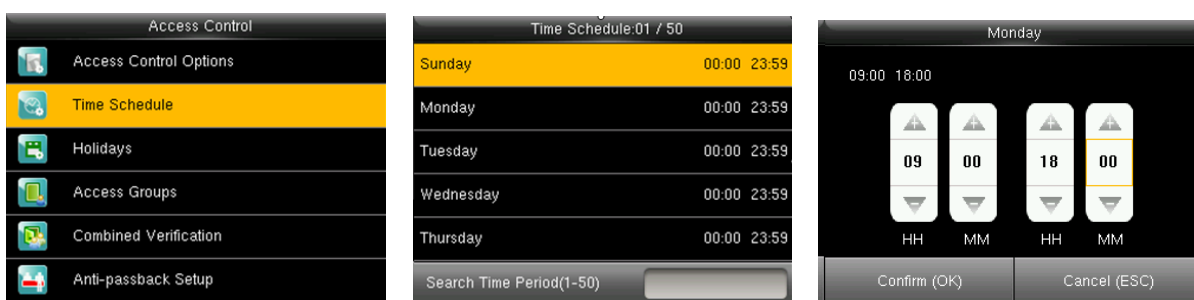 Access Control
Access Control Options
Time Schedule
Holidays
Access Groups
Combined Verification
Anti-passback Setup
Time Schedule:01 / 50
Sunday 00:00 23:59
Monday 00:00 23:59
Tuesday 00:00 23:59
Wednesday 00:00 23:59
Thursday 00:00 23:59
Search Time Period(1-50)
Monday
09:00 18:00
09 00 18 00
HH MM HH MM
Confirm (OK) Cancel (ESC)